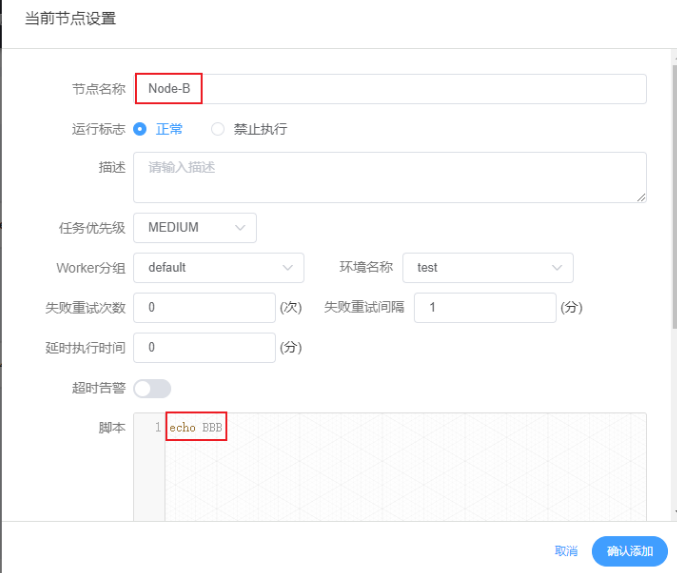 当前节点设置
节点名称 Node-B
运行标志 正常 禁止执行
描述 请输入描述
任务优先级 MEDIUM
Worker分组 default 环境名称 test
失败重试次数 0 (次) 失败重试间隔 1 (分)
延时执行时间 0 (分)
超时告警
脚本 1 echo BBB
取消 确认添加